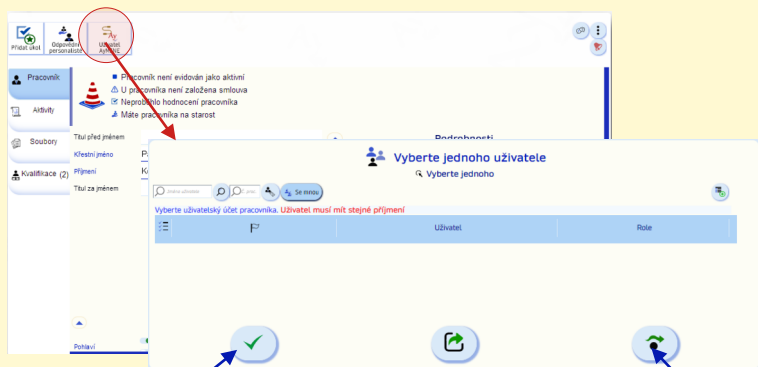 Přidat úkol
Odpovědní
personalisté
Uživatel
AyMINE
Pracovník
Aktivity
Soubory
Kvalifikace (2)
Pracovník není evidován jako aktivní
U pracovníka není založena smlouva
Neproběhlo hodnocení pracovníka
Máte pracovníka na starost
Titul před jménem
Křestní jméno
Příjmení
Titul za jménem
Pohlaví
Podrobnosti
Vyberte jednoho uživatele
Vyberte jednoho
Jméno uživatele
Se mnou
Vyberte uživatelský účet pracovníka. Uživatel musí mít stejné příjmení
Uživatel
Role